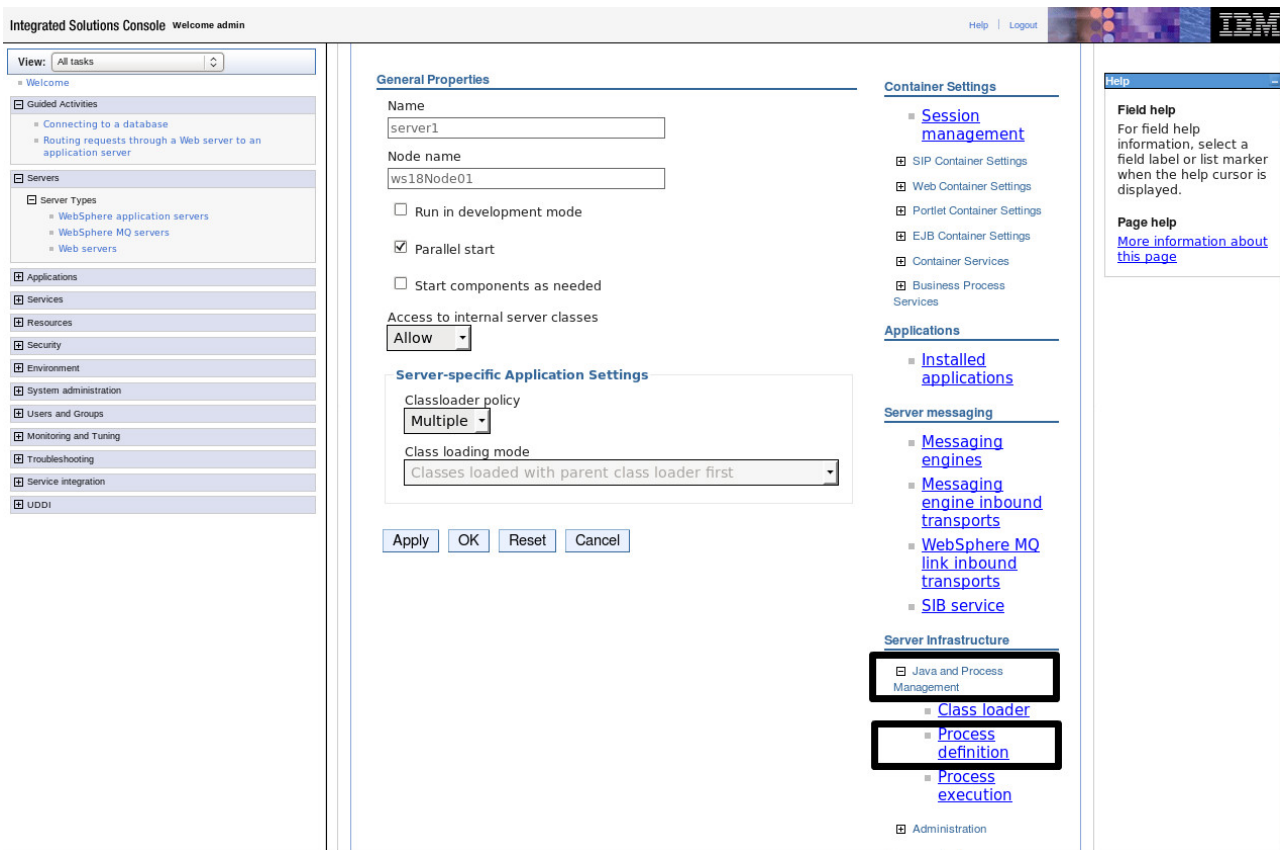 Integrated Solutions Console Welcome admin
Help | Logout
IBM
View: All tasks
Welcome
Guided Activities
Connecting to a database
Routing requests through a Web server to an
application server
Servers
Server Types
WebSphere application servers
WebSphere MQ servers
Web servers
Applications
Services
Resources
Security
Environment
System administration
Users and Groups
Monitoring and Tuning
Troubleshooting
Service integration
UDDI
General Properties
Name
server1
Node name
ws18Node01
Run in development mode
Parallel start
Start components as needed
Access to internal server classes
Allow
Server-specific Application Settings
Classloader policy
Multiple
Class loading mode
Classes loaded with parent class loader first
Apply OK Reset Cancel
Container Settings
Session
management
SIP Container Settings
Web Container Settings
Portlet Container Settings
EJB Container Settings
Container Services
Business Process
Services
Applications
Installed
applications
Server messaging
Messaging
engines
Messaging
engine inbound
transports
WebSphere MQ
link inbound
transports
SIB service
Server Infrastructure
Java and Process
Management
Class loader
Process
definition
Process
execution
Administration
Help
Field help
For field help
information, select a
field label or list marker
when the help cursor is
displayed.
Page help
More information about
this page